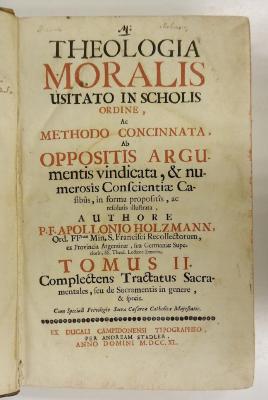 THEOLOGIA
MORALIS
USITATO IN SCHOLIS
ORDINE,
Ac
METHODO CONCINNATA,
Ab
OPPOSITIS ARGU-
mentis vindicata, & nu-
merosis Conscientiæ Ca-
sibus, in forma propositis, ac
resolutis illustrata.
AUTHORE
P. F. APOLLONIO HOLZMANN,
Ord. FF. Min. S. Francisci Recollectorum,
ex Provincia Argentinæ, seu Germaniæ Supe-
rioris, SS. Theol. Lectore
TOMUS II.
Complectens Tractatus Sacra-
mentales, seu de Sacramentis in genere,
& specie.
Cum Speciali Privilegio Sacræ Cæsareæ Catholicæ Majestatis.
EX DUCALI CAMPIDONENSI TYPOGRAPHEO,
PER ANDREAM STADLER,
ANNO DOMINI M.DCC.XL.